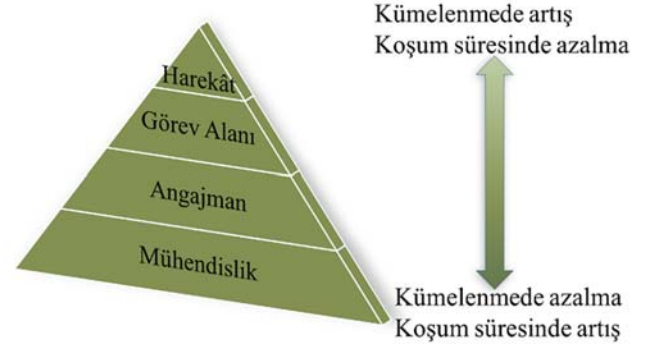 Kümelenmede artış
Koşum süresinde azalma
Harekât
Görev Alanı
Angajman
Mühendislik
Kümelenmede azalma
Koşum süresinde artış